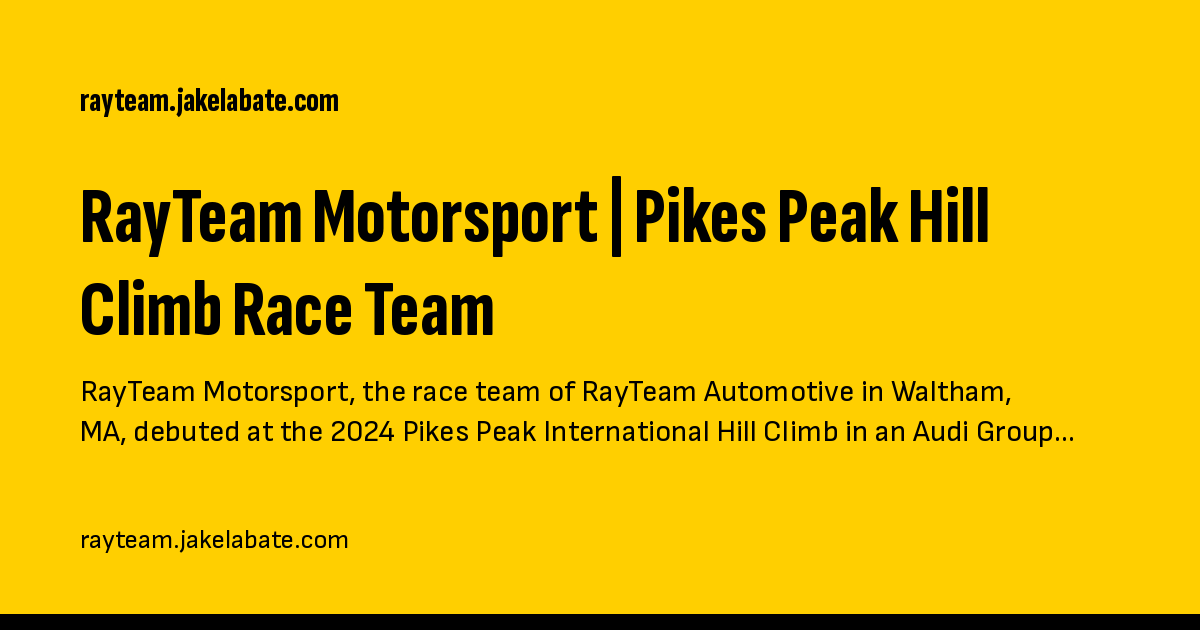 rayteam.jakelabate.com
RayTeam Motorsport | Pikes Peak Hill
Climb Race Team
RayTeam Motorsport, the race team of RayTeam Automotive in Waltham,
MA, debuted at the 2024 Pikes Peak International Hill Climb in an Audi Group...
rayteam.jakelabate.com